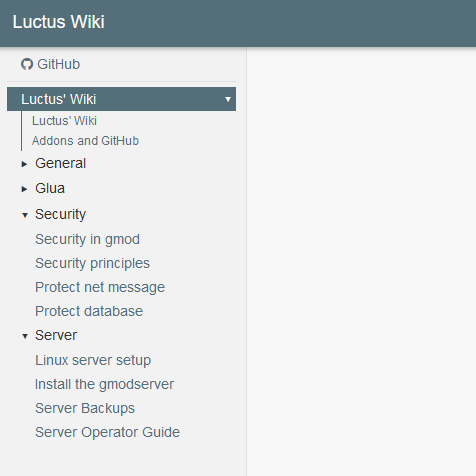 Luctus Wiki
GitHub
Luctus' Wiki
Luctus' Wiki
Addons and GitHub
General
Glua
Security
Security in gmod
Security principles
Protect net message
Protect database
Server
Linux server setup
Install the gmodserver
Server Backups
Server Operator Guide